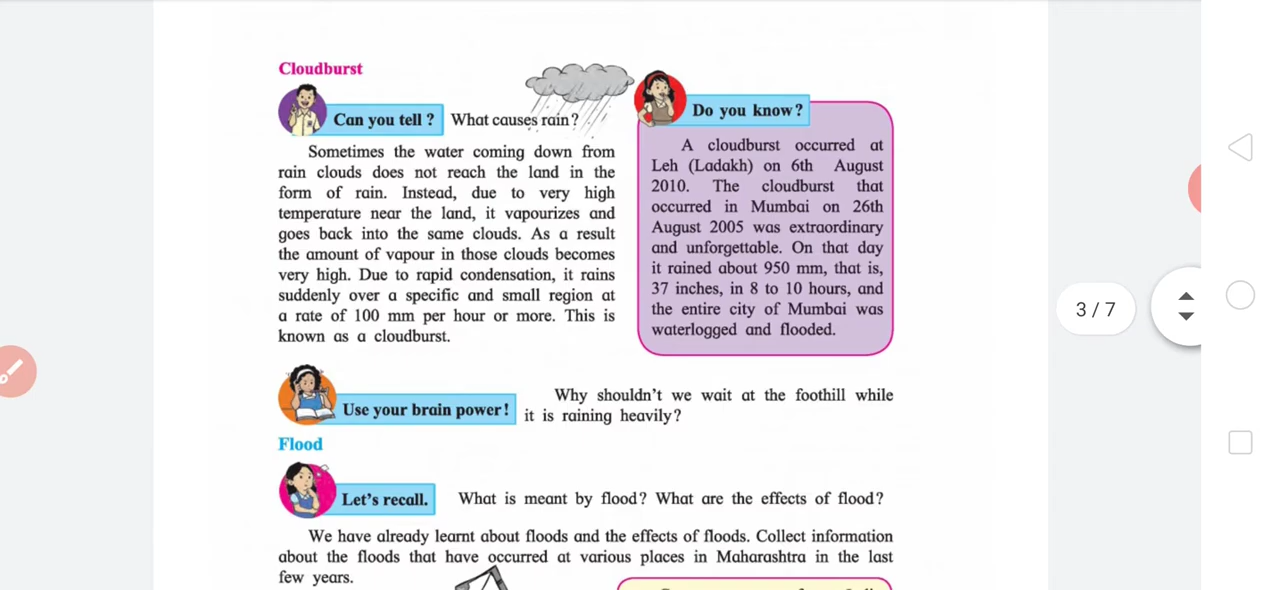 Cloudburst
Can you tell ? What causes rain?
Sometimes the water coming down from
rain clouds does not reach the land in the
form of rain. Instead, due to very high
temperature near the land, it vapourizes and
goes back into the same clouds. As a result
the amount of vapour in those clouds becomes
very high. Due to rapid condensation, it rains
suddenly over a specific and small region at
a rate of 100 mm per hour or more. This is
known as a cloudburst.
Do you know?
A cloudburst occurred at
Leh (Ladakh) on 6th August
2010. The cloudburst that
occurred in Mumbai on 26th
August 2005 was extraordinary
and unforgettable. On that day
it rained about 950 mm, that is,
37 inches, in 8 to 10 hours, and
the entire city of Mumbai was
waterlogged and flooded.
Use your brain power! Why shouldn't we wait at the foothill while
it is raining heavily?
Flood
Let's recall. What is meant by flood? What are the effects of flood?
We have already learnt about floods and the effects of floods. Collect information
about the floods that have occurred at various places in Maharashtra in the last
few years.
3 / 7